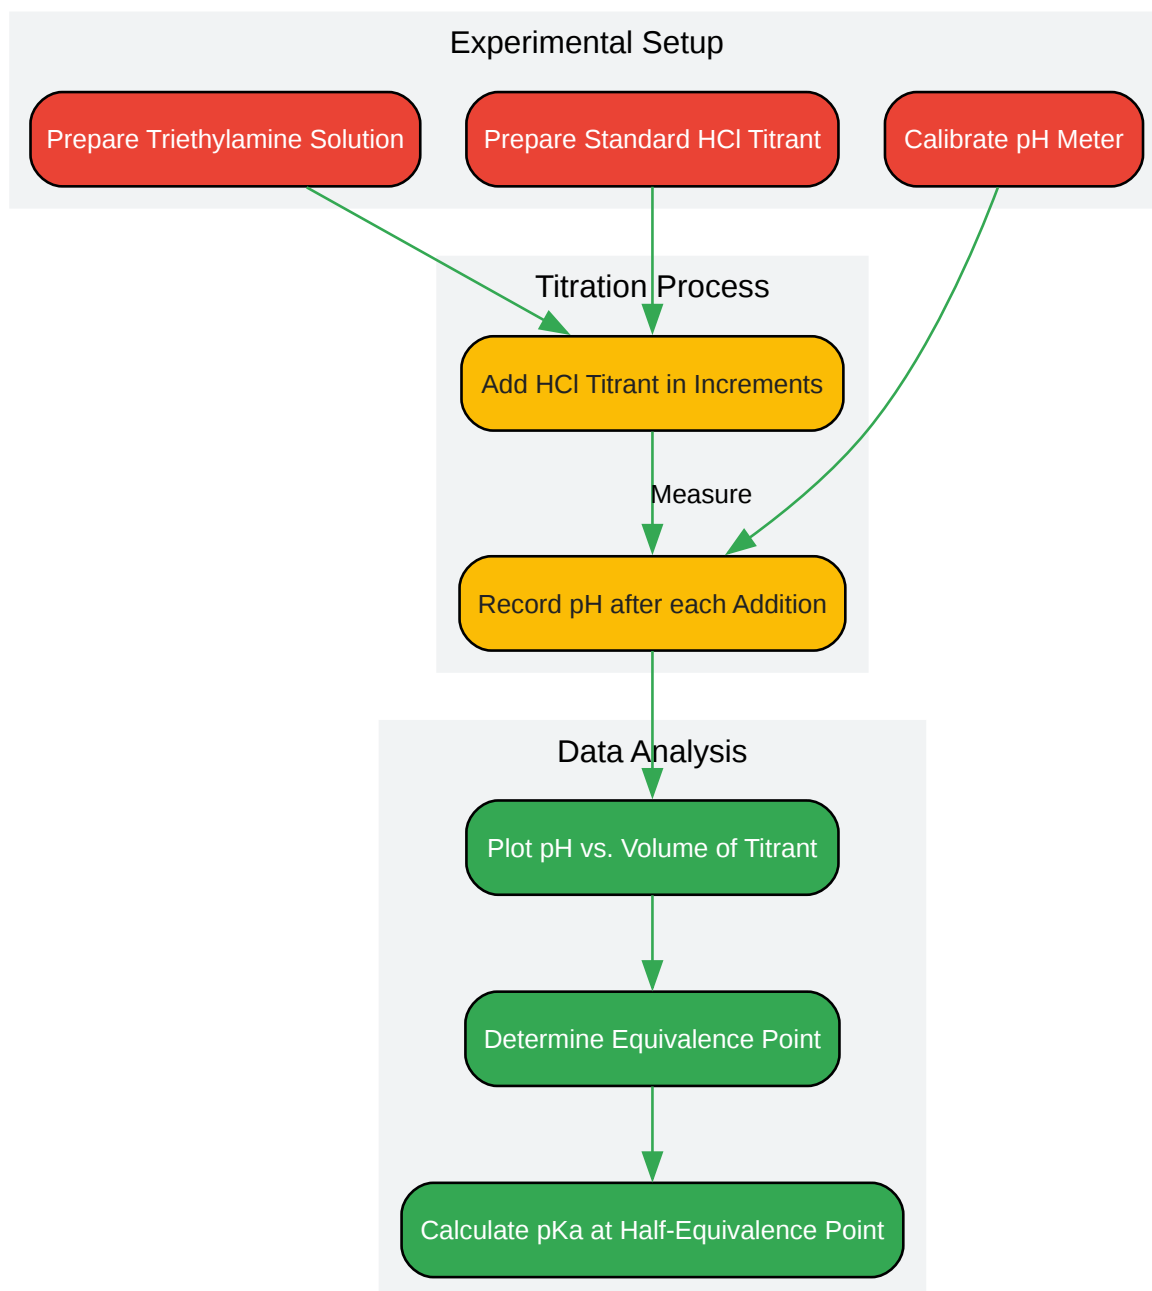 Experimental Setup
Prepare Triethylamine Solution
Prepare Standard HCl Titrant
Calibrate pH Meter
Titration Process
Add HCl Titrant in Increments
Measure
Record pH after each Addition
Data Analysis
Plot pH vs. Volume of Titrant
Determine Equivalence Point
Calculate pKa at Half-Equivalence Point